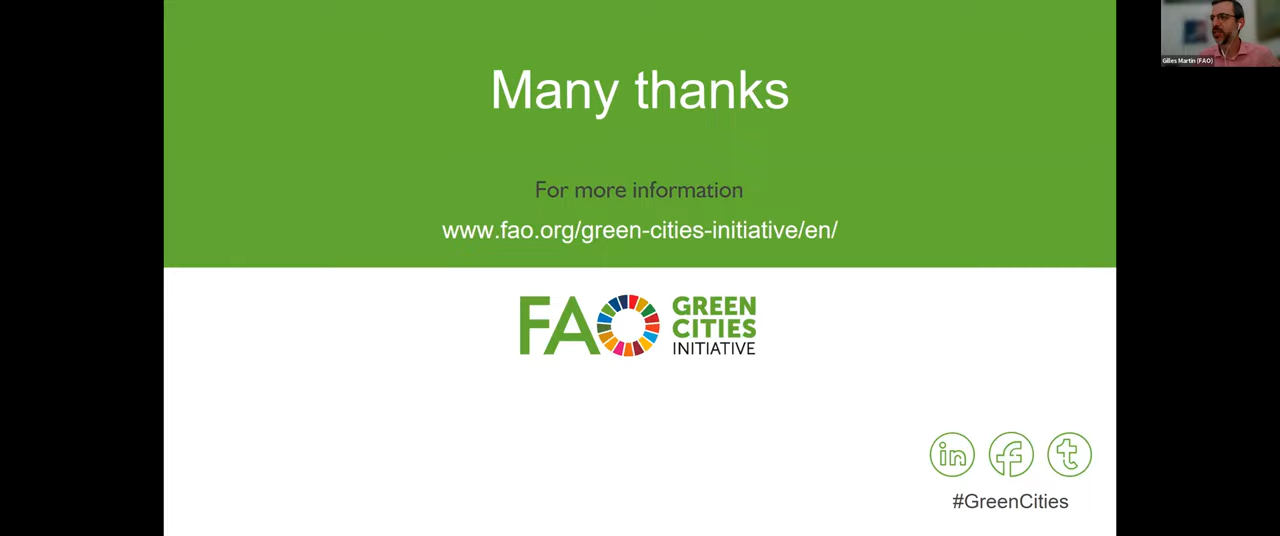 Many thanks
Gilles Martin (FAO)
For more information
www.fao.org/green-cities-initiative/en/
FAO GREEN
CITIES
INITIATIVE
in f t
#GreenCities